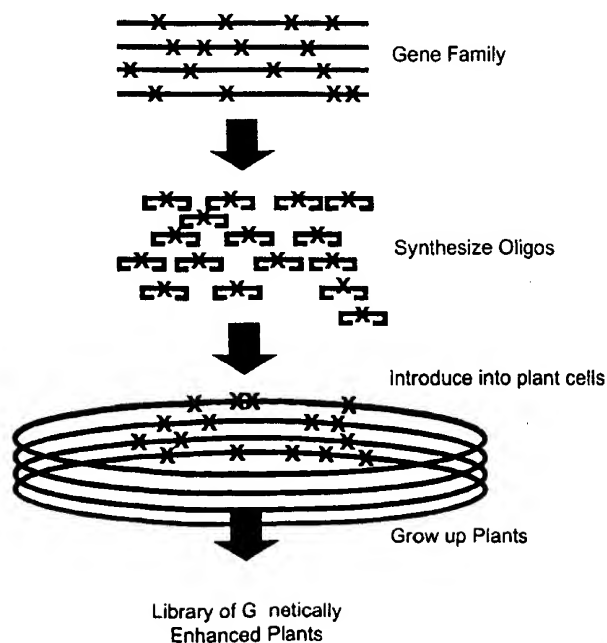 Gene Family
Synthesize Oligos
Introduce into plant cells
Grow up Plants
Library of G netically
Enhanced Plants